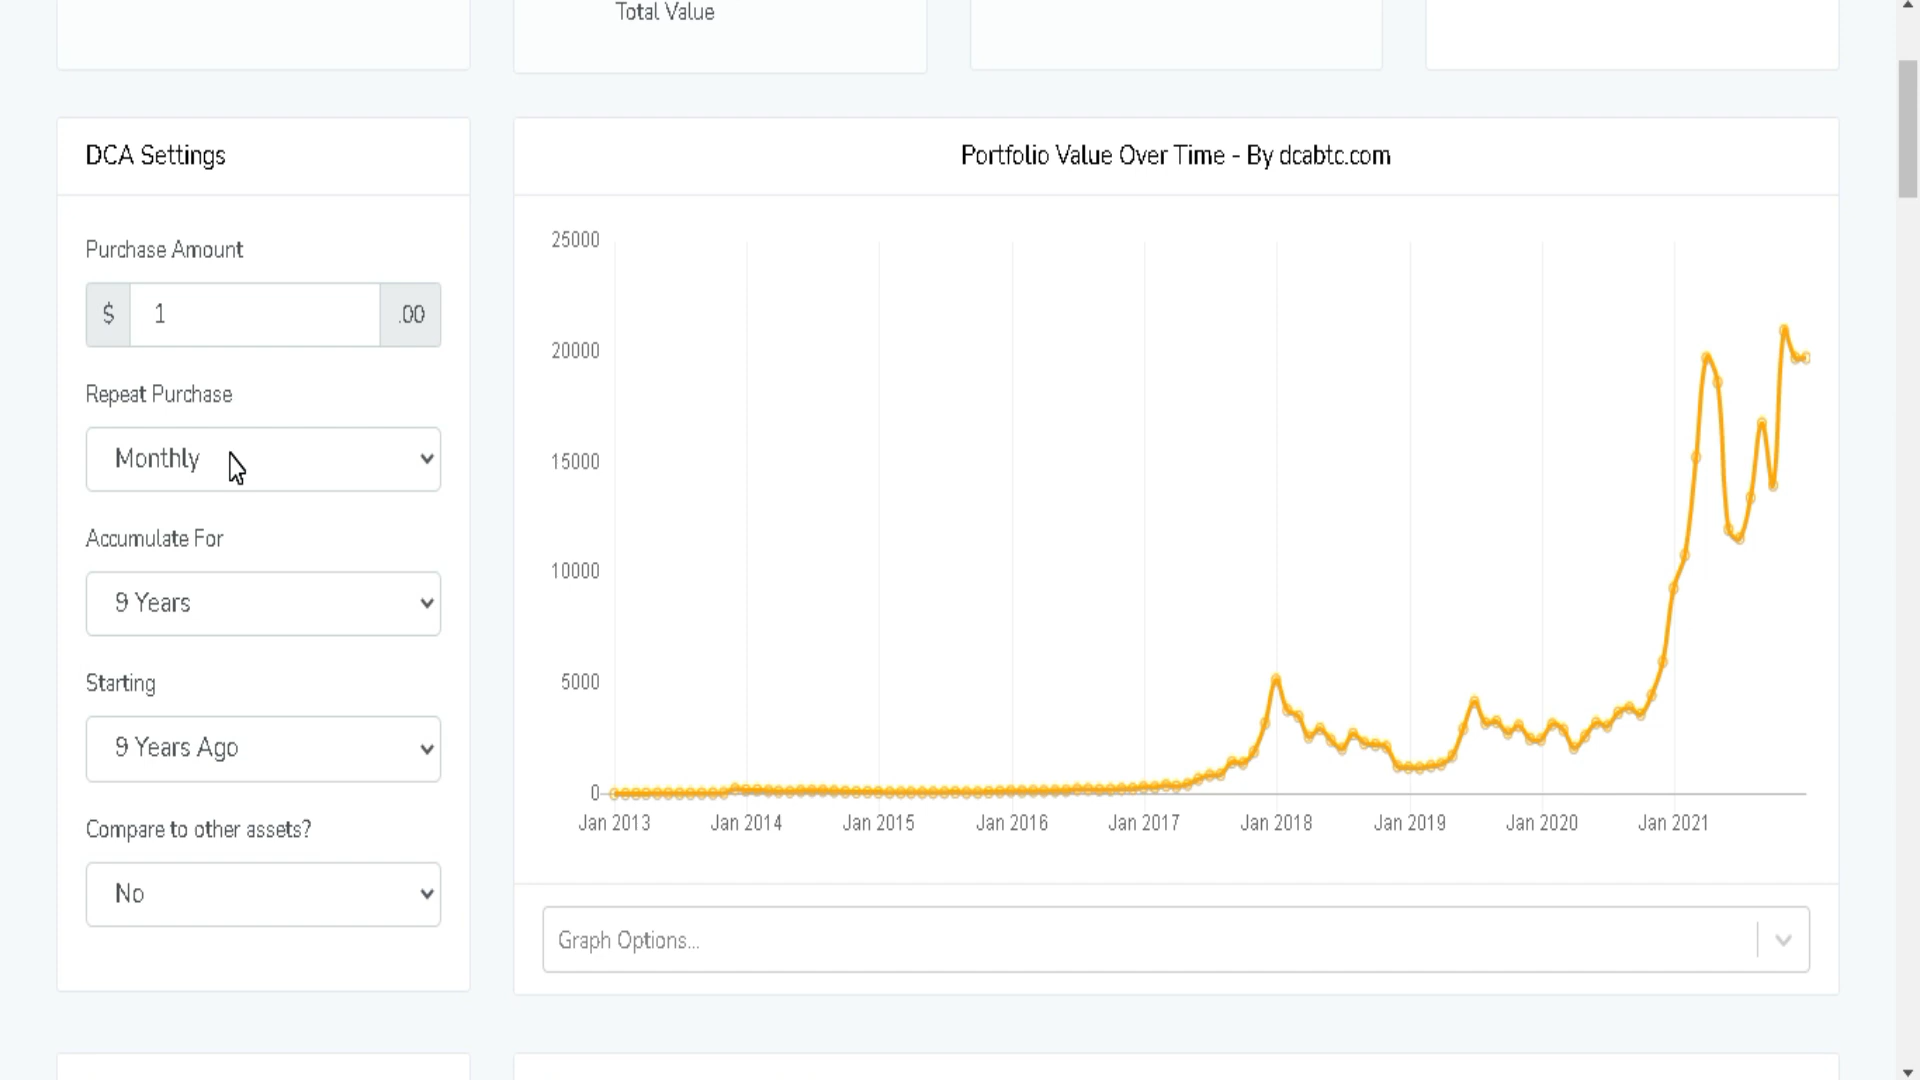 Total Value
DCA Settings
Purchase Amount
$ 1 .00
Repeat Purchase
Monthly
Accumulate For
9 Years
Starting
9 Years Ago
Compare to other assets?
No
Portfolio Value Over Time - By dcabtc.com
25000
20000
15000
10000
5000
0
Jan 2013 Jan 2014 Jan 2015 Jan 2016 Jan 2017 Jan 2018 Jan 2019 Jan 2020 Jan 2021
Graph Options...